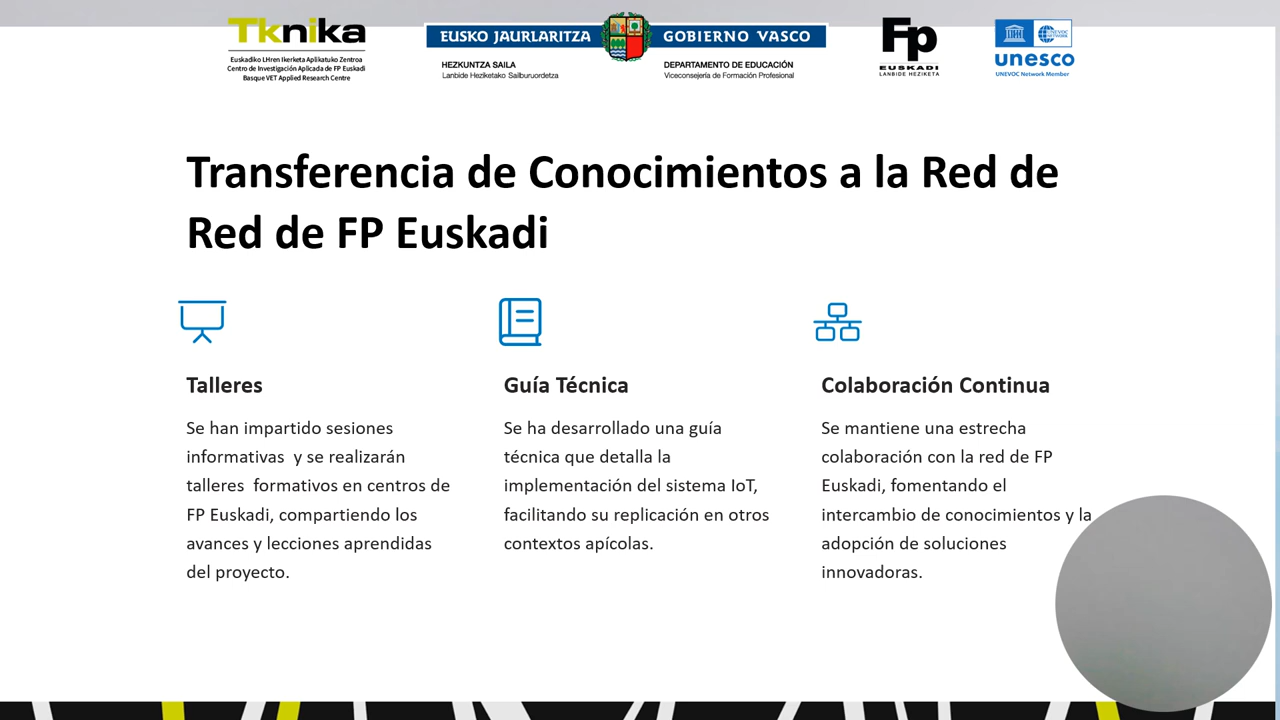 Tknika
Euskadiko LHren Ikerketa Aplikatuko Zentroa
Centro de Investigación Aplicada de FP Euskadi
Basque VET Applied Research Centre
EUSKO JAURLARITZA
GOBIERNO VASCO
HEZKUNTZA SAILA
Lanbide Heziketako Sailburuordetza
DEPARTAMENTO DE EDUCACIÓN
Viceconsejería de Formación Profesional
Fp
EUSKADI
LANBIDE HEZIKETA
unesco
UNEVOC Network Member
Transferencia de Conocimientos a la Red de
Red de FP Euskadi
Talleres
Se han impartido sesiones
informativas  y se realizarán
talleres  formativos en centros de
FP Euskadi, compartiendo los
avances y lecciones aprendidas
del proyecto.
Guía Técnica
Se ha desarrollado una guía
técnica que detalla la
implementación del sistema IoT,
facilitando su replicación en otros
contextos apícolas.
Colaboración Continua
Se mantiene una estrecha
colaboración con la red de FP
Euskadi, fomentando el
intercambio de conocimientos y la
adopción de soluciones
innovadoras.